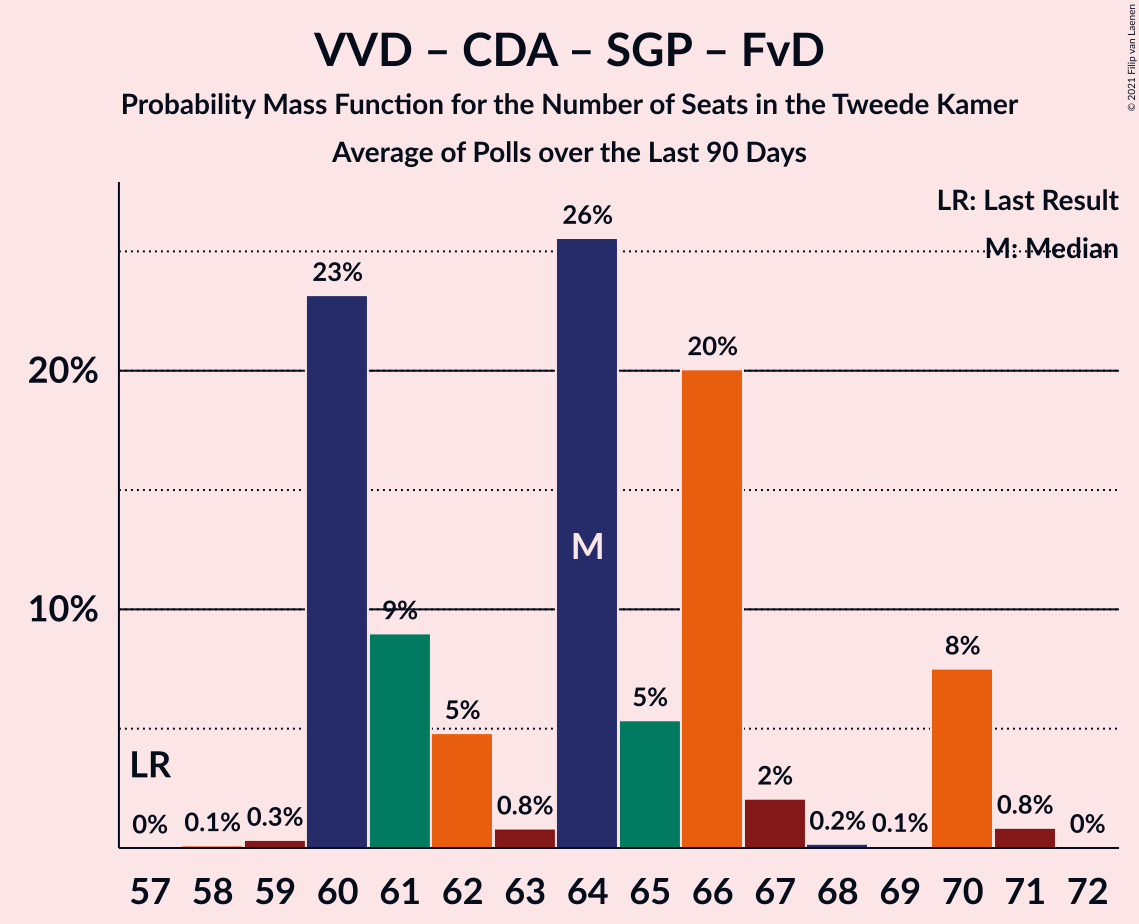 VVD – CDA – SGP – FvD
Probability Mass Function for the Number of Seats in the Tweede Kamer
Average of Polls over the Last 90 Days
© 2021 Filip van Laenen
LR: Last Result
M: Median
20%
10%
LR
0%
0.1%
0.3%
23%
9%
5%
0.8%
26%
M
5%
20%
2%
0.2%
0.1%
8%
0.8%
0%
57 58 59 60 61 62 63 64 65 66 67 68 69 70 71 72